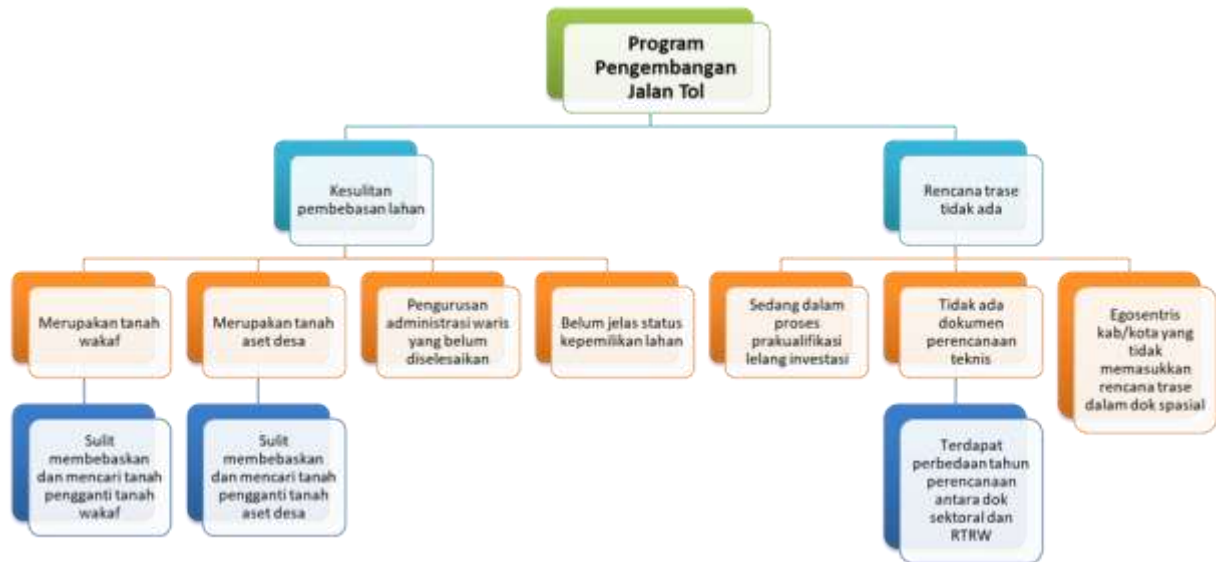 Program
Pengembangan
Jalan Tol
Kesulitan
pembebasan lahan
Rencana trase
tidak ada
Merupakan tanah
wakaf
Merupakan tanah
aset desa
Pengurusan
administrasi waris
yang belum
diselesaikan
Belum jelas status
kepemilikan lahan
Sedang dalam
proses
prakualifikasi
lelang investasi
Tidak ada
dokumen
perencanaan
teknis
Egosentris
kab/kota yang
tidak
memasukkan
rencana trase
dalam dok spasial
Sulit
membebaskan
dan mencari tanah
pengganti tanah
wakaf
Sulit
membebaskan
dan mencari tanah
pengganti tanah
aset desa
Terdapat
perbedaan tahun
perencanaan
antara dok
sektoral dan
RTRW